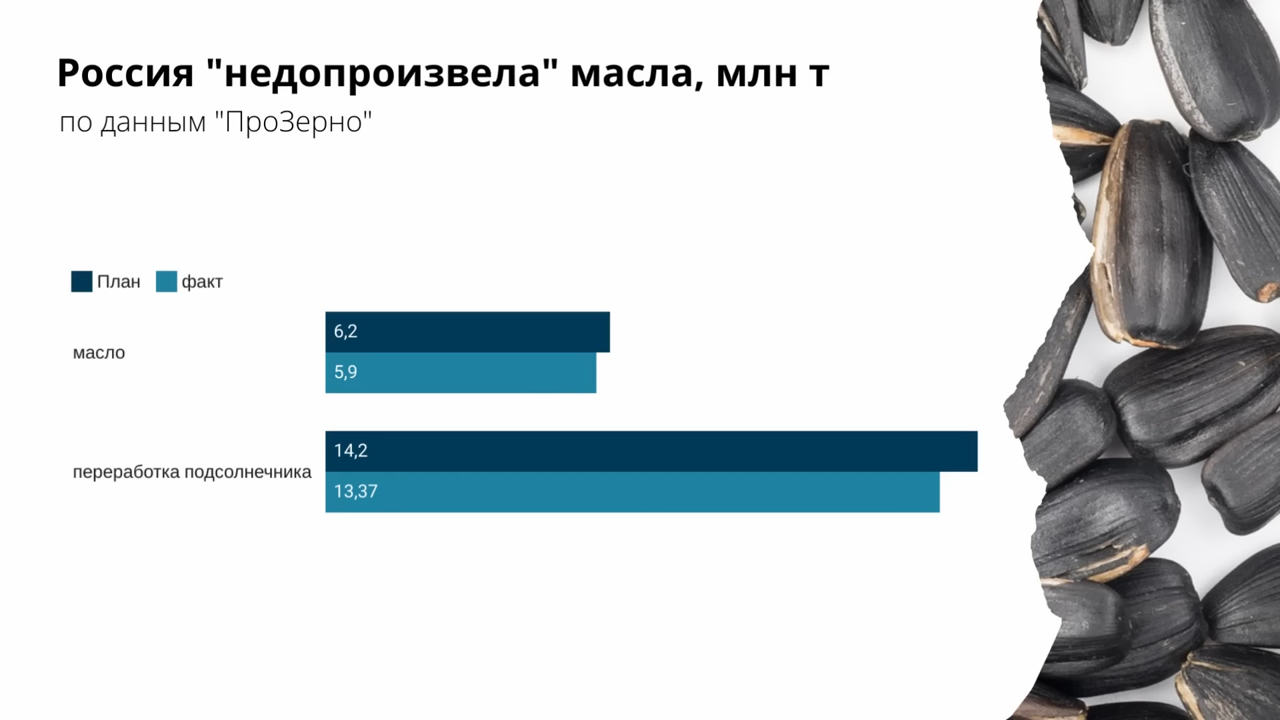 Россия "недопроизвела" масла, млн т
по данным "ПроЗерно"
План факт
масло
6,2
5,9
переработка подсолнечника
14,2
13,37